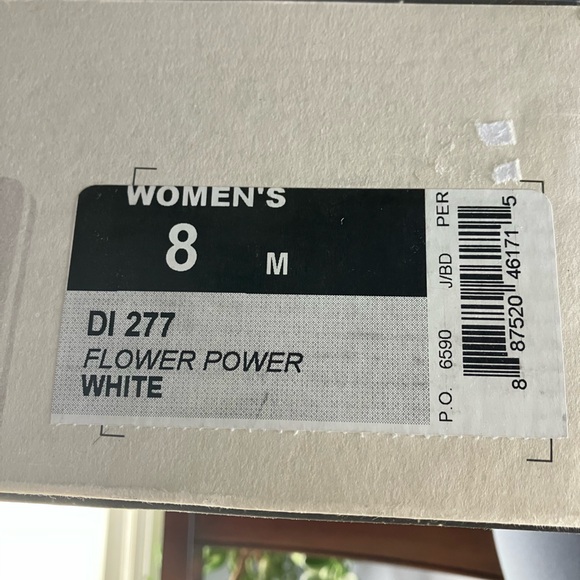 WOMEN'S
8 M
DI 277
FLOWER POWER
WHITE
P.O. 6590 J/BD PER
8 87520 46171 5